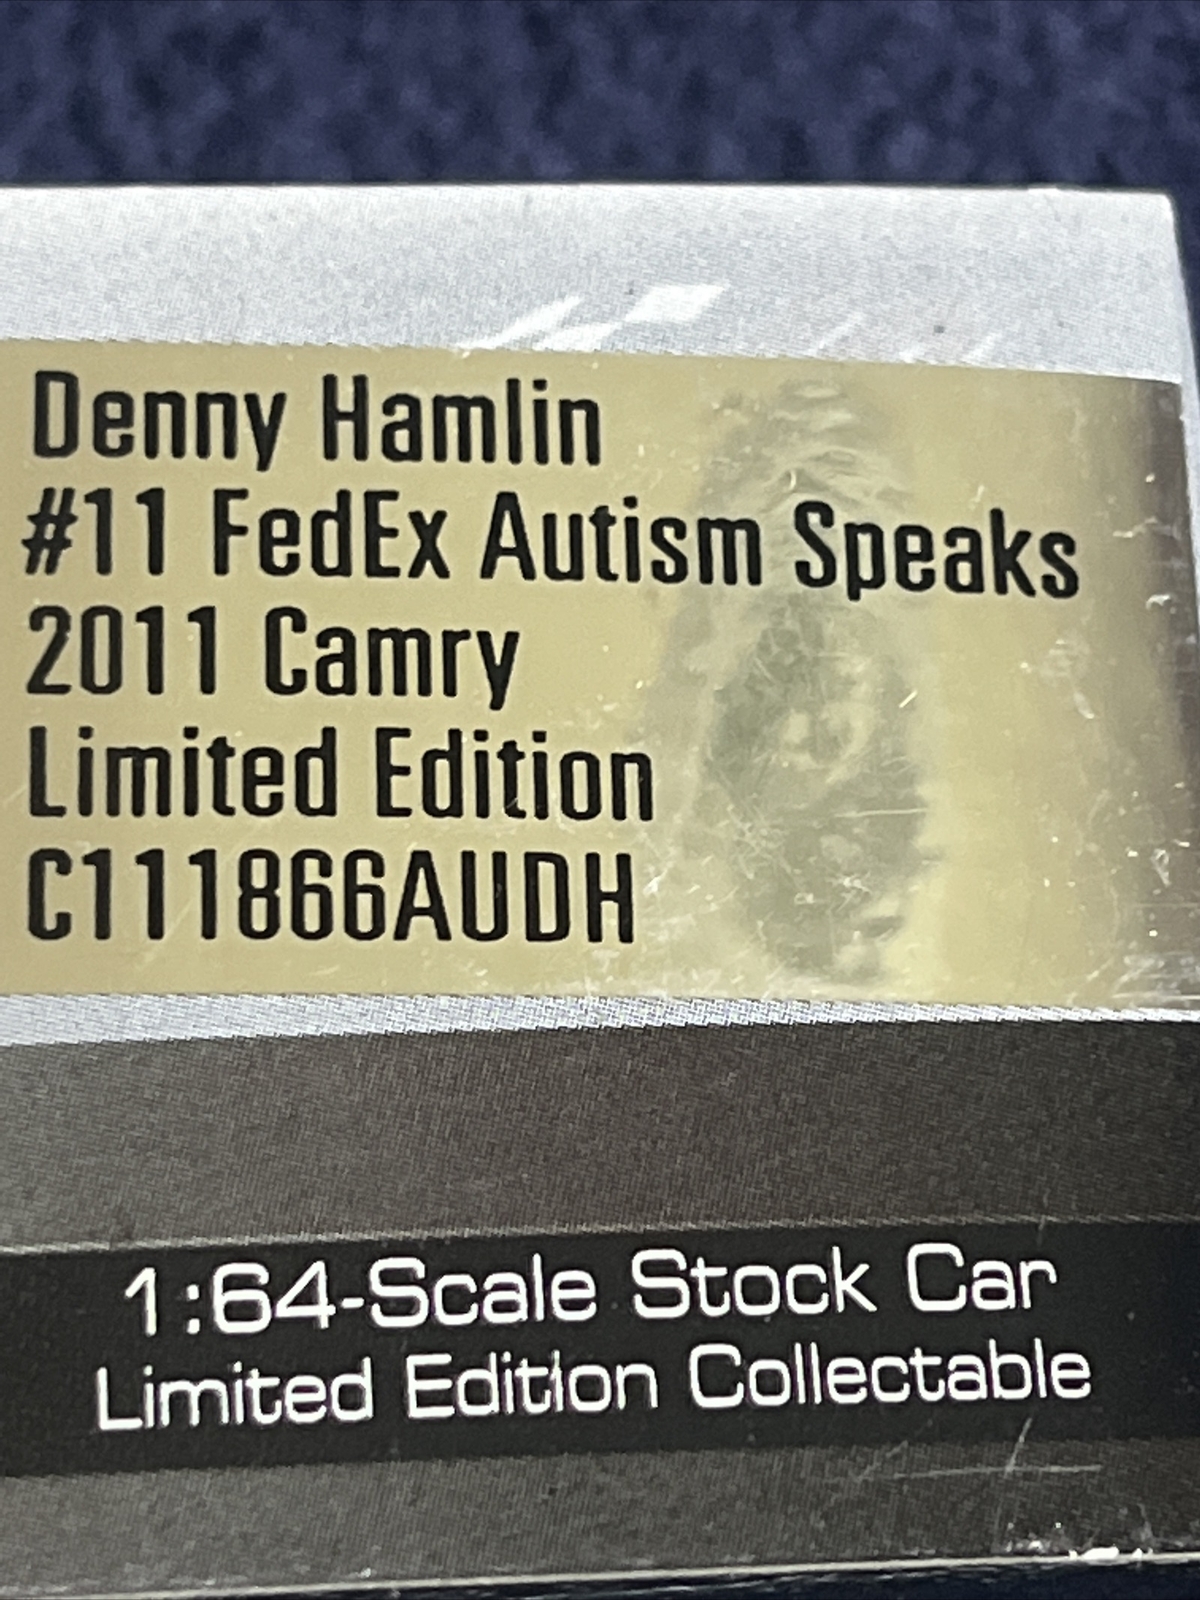 Denny Hamlin
#11 FedEx Autism Speaks
2011 Camry
Limited Edition
C111866AUDH
1:64-Scale Stock Car
Limited Edition Collectable